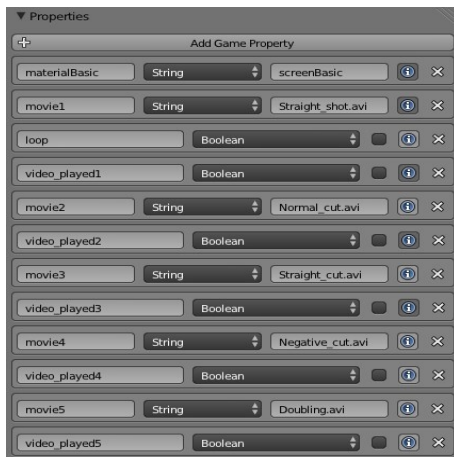 Properties
Add Game Property
materialBasic String screenBasic
movie1 String Straight_shot.avi
loop Boolean
video_played1 Boolean
movie2 String Normal_cut.avi
video_played2 Boolean
movie3 String Straight_cut.avi
video_played3 Boolean
movie4 String Negative_cut.avi
video_played4 Boolean
movie5 String Doubling.avi
video_played5 Boolean